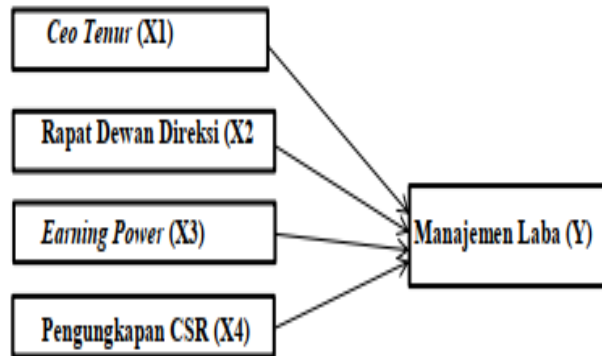 Ceo Tenur (X1)
Rapat Dewan Direksi (X2
Earning Power (X3)
Manajemen Laba (Y)
Pengungkapan CSR (X4)